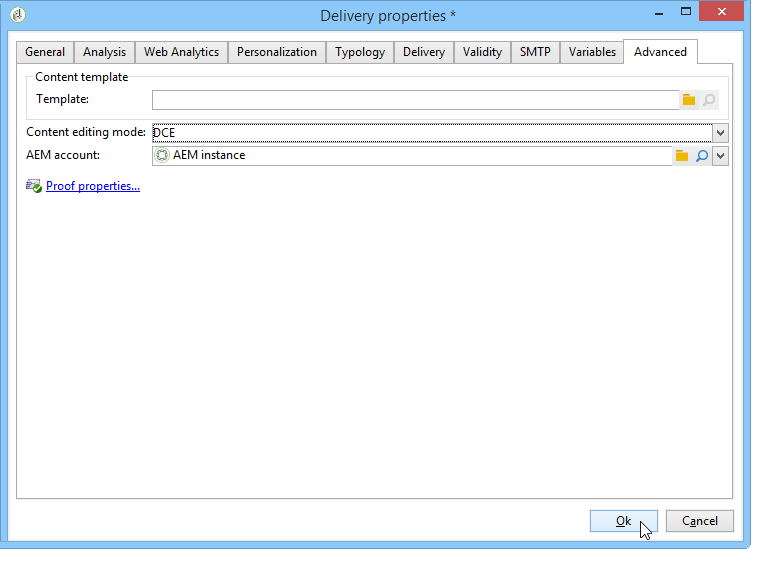 Delivery properties *
General Analysis Web Analytics Personalization Typology Delivery Validity SMTP Variables Advanced
Content template
Template:
Content editing mode: DCE
AEM account: AEM instance
Proof properties...
Ok Cancel